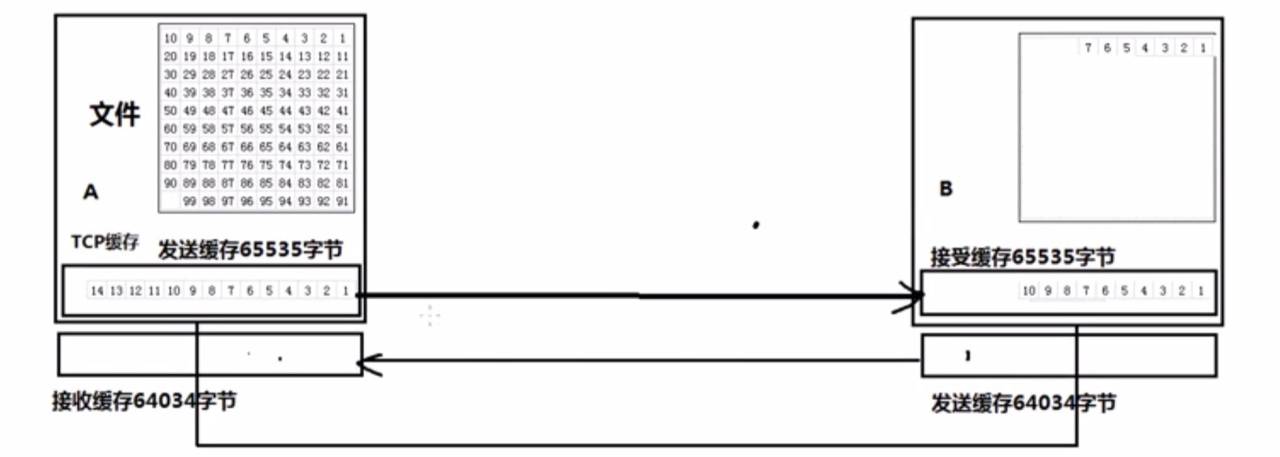 10 9 8 7 6 5 4 3 2 1
20 19 18 17 16 15 14 13 12 11
30 29 28 27 26 25 24 23 22 21
40 39 38 37 36 35 34 33 32 31
50 49 48 47 46 45 44 43 42 41
60 59 58 57 56 55 54 53 52 51
70 69 68 67 66 65 64 63 62 61
80 79 78 77 76 75 74 73 72 71
90 89 88 87 86 85 84 83 82 81
99 98 97 96 95 94 93 92 91
文件
A
TCP缓存
发送缓存65535字节
14 13 12 11 10 9 8 7 6 5 4 3 2 1
接收缓存64034字节
7 6 5 4 3 2 1
B
接受缓存65535字节
10 9 8 7 6 5 4 3 2 1
发送缓存64034字节